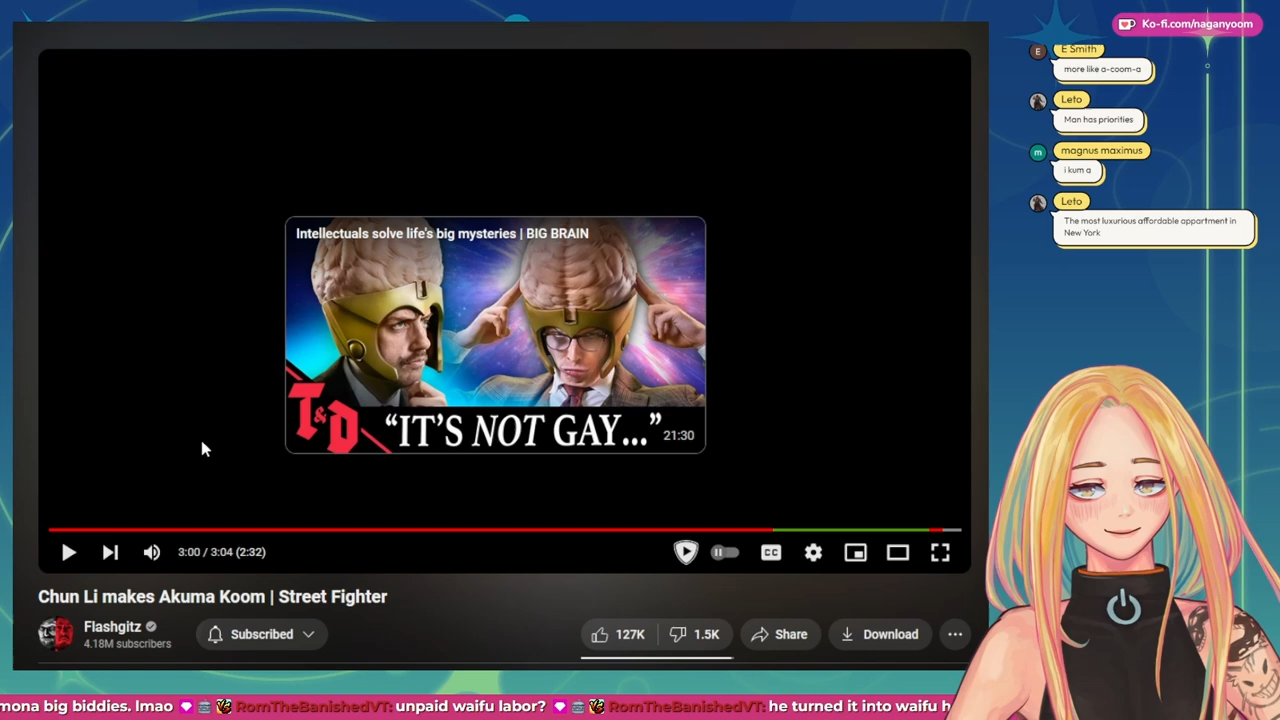 Ko-fi.com/naganyoom
E Smith
more like a-coom-a
Leto
Man has priorities
m
magnus maximus
i kum a
Leto
The most luxurious affordable appartment in
New York
Intellectuals solve life's big mysteries | BIG BRAIN
T&D
“IT'S NOT GAY...”
21:30
3:00 / 3:04 (2:32)
CC
Chun Li makes Akuma Koom | Street Fighter
Flashgitz
4.18M subscribers
Subscribed
127K
1.5K
Share
Download
mona big biddies. lmao RomTheBanishedVT: unpaid waifu labor? RomTheBanishedVT: he turned it into waifu h